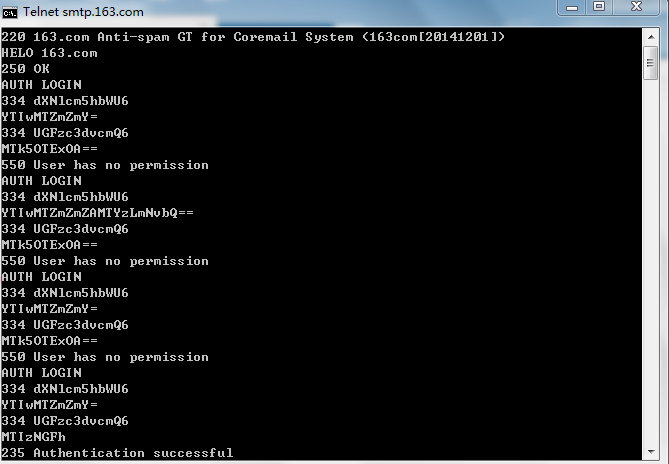 Telnet smtp.163.com
220 163.com Anti-spam GT for Coremail System (163com[20141201])
HELO 163.com
250 OK
AUTH LOGIN
334 dXNlcm5hbWU6
YTIwMTZmZmY=
334 UGFzc3dvcmQ6
MTk5OTExOA==
550 User has no permission
AUTH LOGIN
334 dXNlcm5hbWU6
YTIwMTZmZmZAMTYzLmNvbQ==
334 UGFzc3dvcmQ6
MTk5OTExOA==
550 User has no permission
AUTH LOGIN
334 dXNlcm5hbWU6
YTIwMTZmZmY=
334 UGFzc3dvcmQ6
MTk5OTExOA==
550 User has no permission
AUTH LOGIN
334 dXNlcm5hbWU6
YTIwMTZmZmY=
334 UGFzc3dvcmQ6
MTIzNGFh
235 Authentication successful